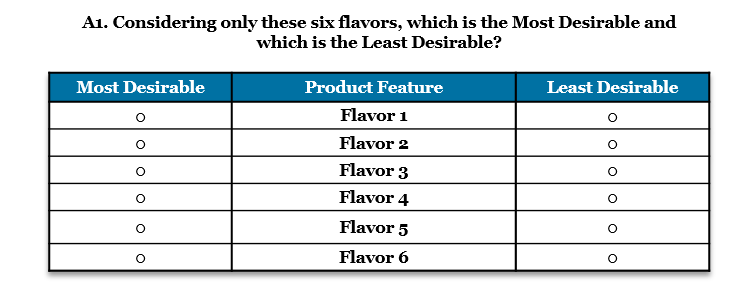 A1. Considering only these six flavors, which is the Most Desirable and
which is the Least Desirable?
Most Desirable Product Feature Least Desirable
O Flavor 1 O
O Flavor 2 O
O Flavor 3 O
O Flavor 4 O
O Flavor 5 O
O Flavor 6 O